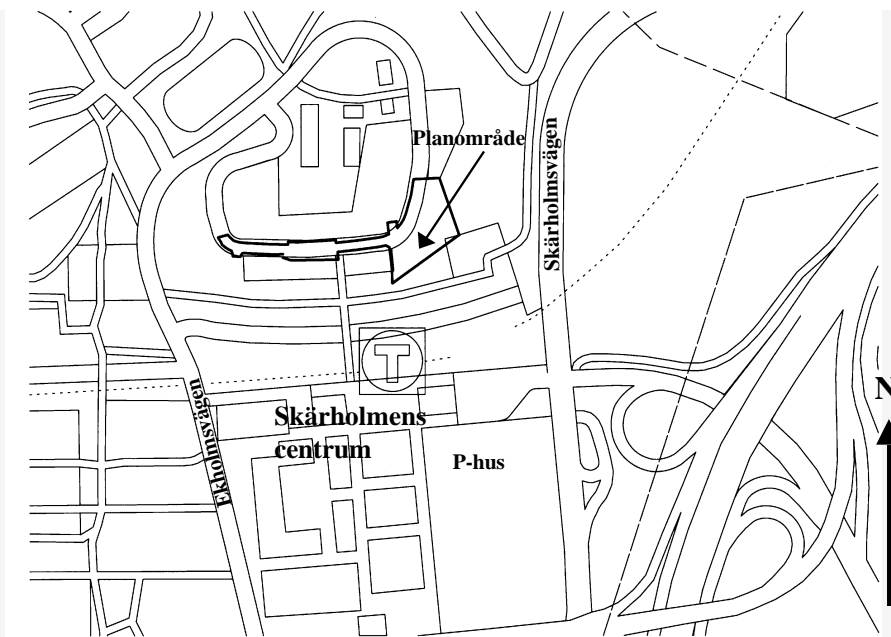 Planområde
Skärholmsvägen
T
N
Ekholmsvägen
Skärholmens
centrum
P-hus